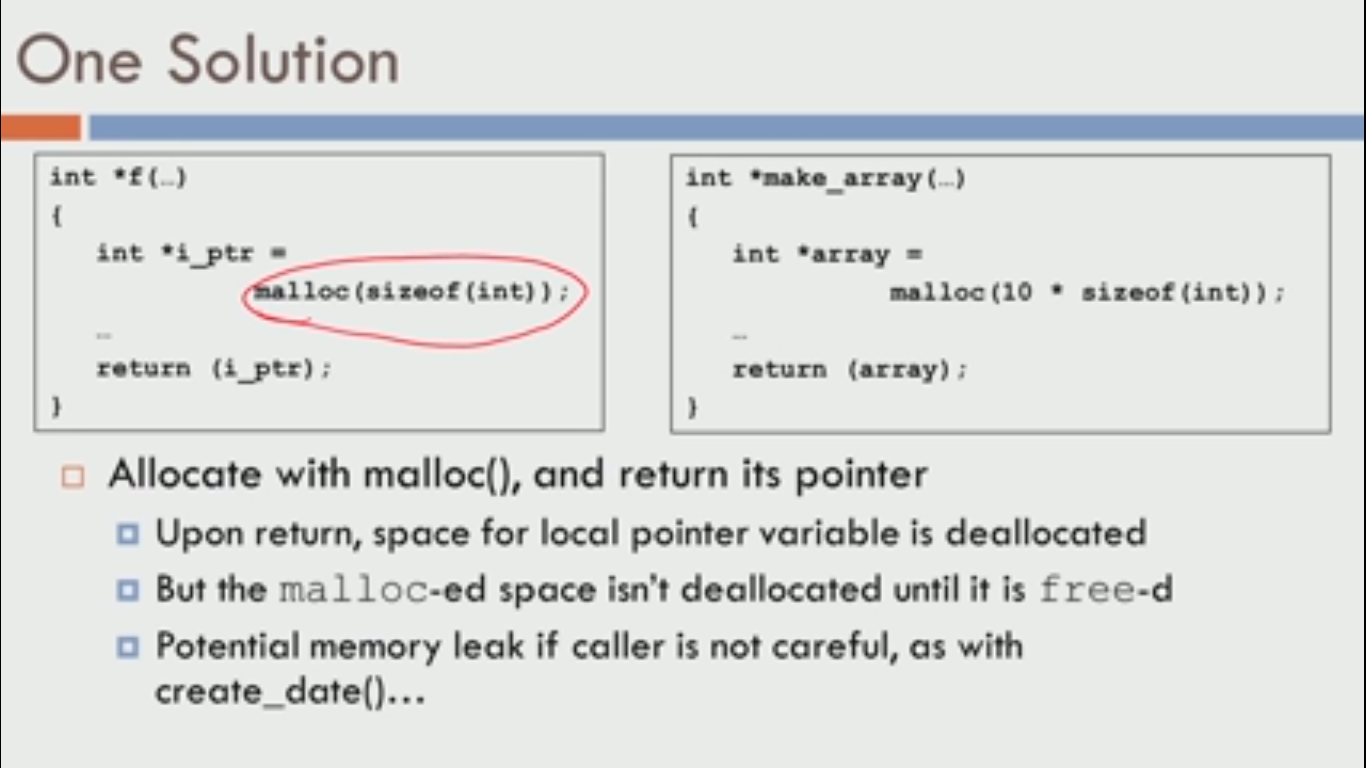 One Solution
int *f(…)
{
int *i_ptr =
malloc(sizeof(int));
…
return (i_ptr);
}
int *make_array(…)
{
int *array =
malloc(10 * sizeof(int));
…
return (array);
}
Allocate with malloc(), and return its pointer
Upon return, space for local pointer variable is deallocated
But the malloc-ed space isn't deallocated until it is free-d
Potential memory leak if caller is not careful, as with
create_date()…